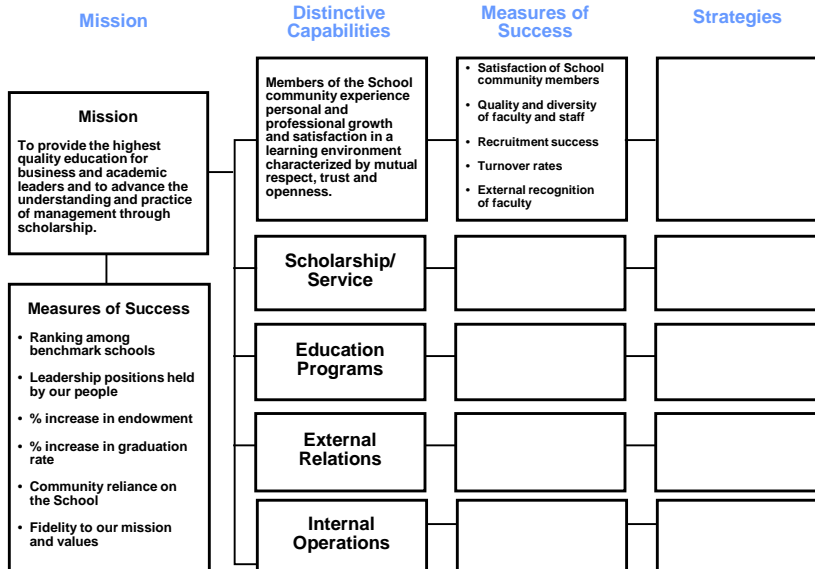 Mission
Distinctive
Capabilities
Measures of
Success
Strategies
Mission
To provide the highest
quality education for
business and academic
leaders and to advance the
understanding and practice
of management through
scholarship.
Measures of Success
• Ranking among
benchmark schools
• Leadership positions held
by our people
• % increase in endowment
• % increase in graduation
rate
• Community reliance on
the School
• Fidelity to our mission
and values
Members of the School
community experience
personal and
professional growth
and satisfaction in a
learning environment
characterized by mutual
respect, trust and
openness.
• Satisfaction of School
community members
• Quality and diversity
of faculty and staff
• Recruitment success
• Turnover rates
• External recognition
of faculty
Scholarship/
Service
Education
Programs
External
Relations
Internal
Operations